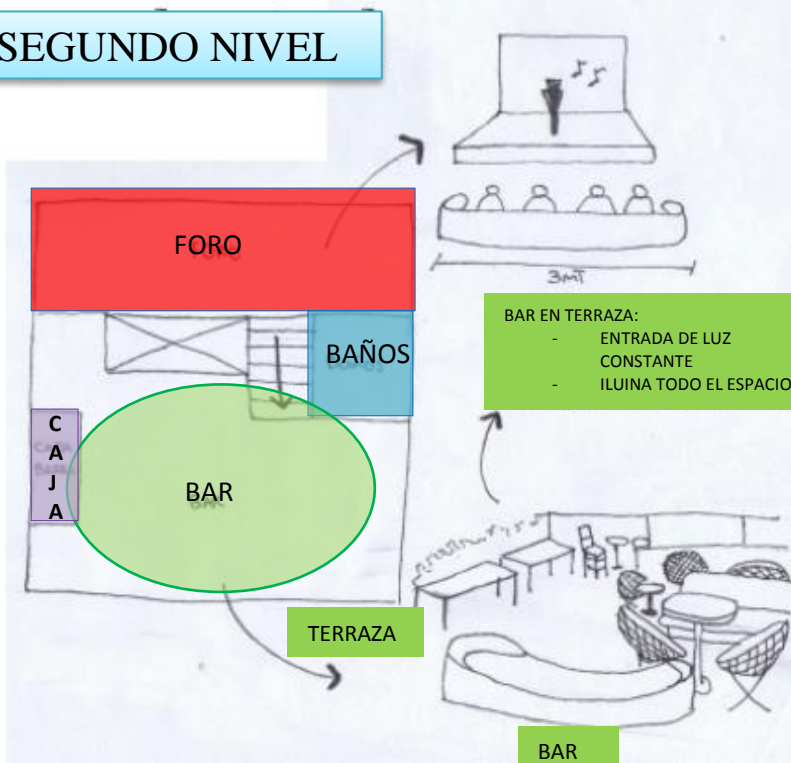 SEGUNDO NIVEL
FORO
3MT
BAÑOS
BAR EN TERRAZA:
- ENTRADA DE LUZ
CONSTANTE
- ILUINA TODO EL ESPACIO
C
A
J
A
BAR
TERRAZA
BAR